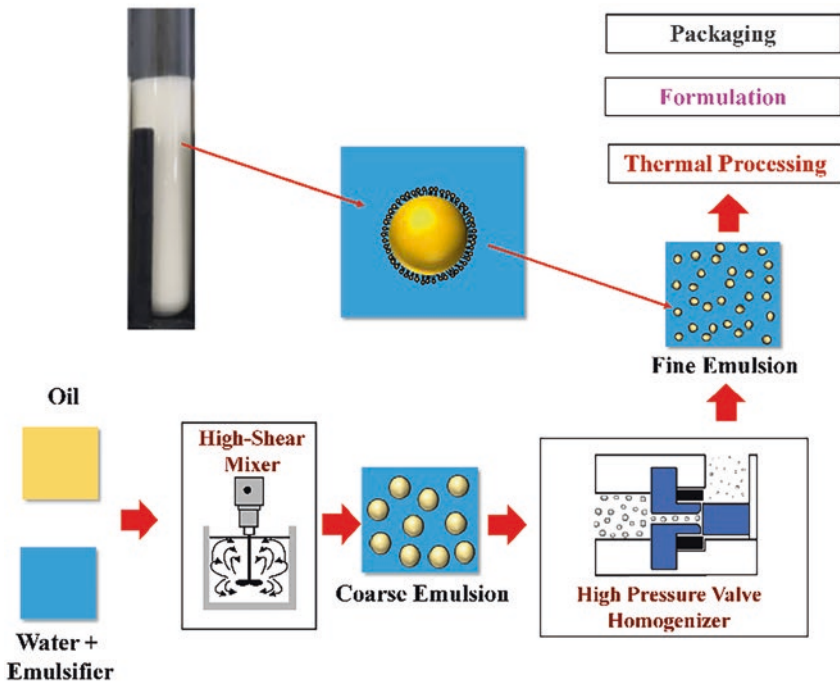 Packaging
Formulation
Thermal Processing
Fine Emulsion
Oil
High-Shear
Mixer
Coarse Emulsion
High Pressure Valve
Homogenizer
Water +
Emulsifier